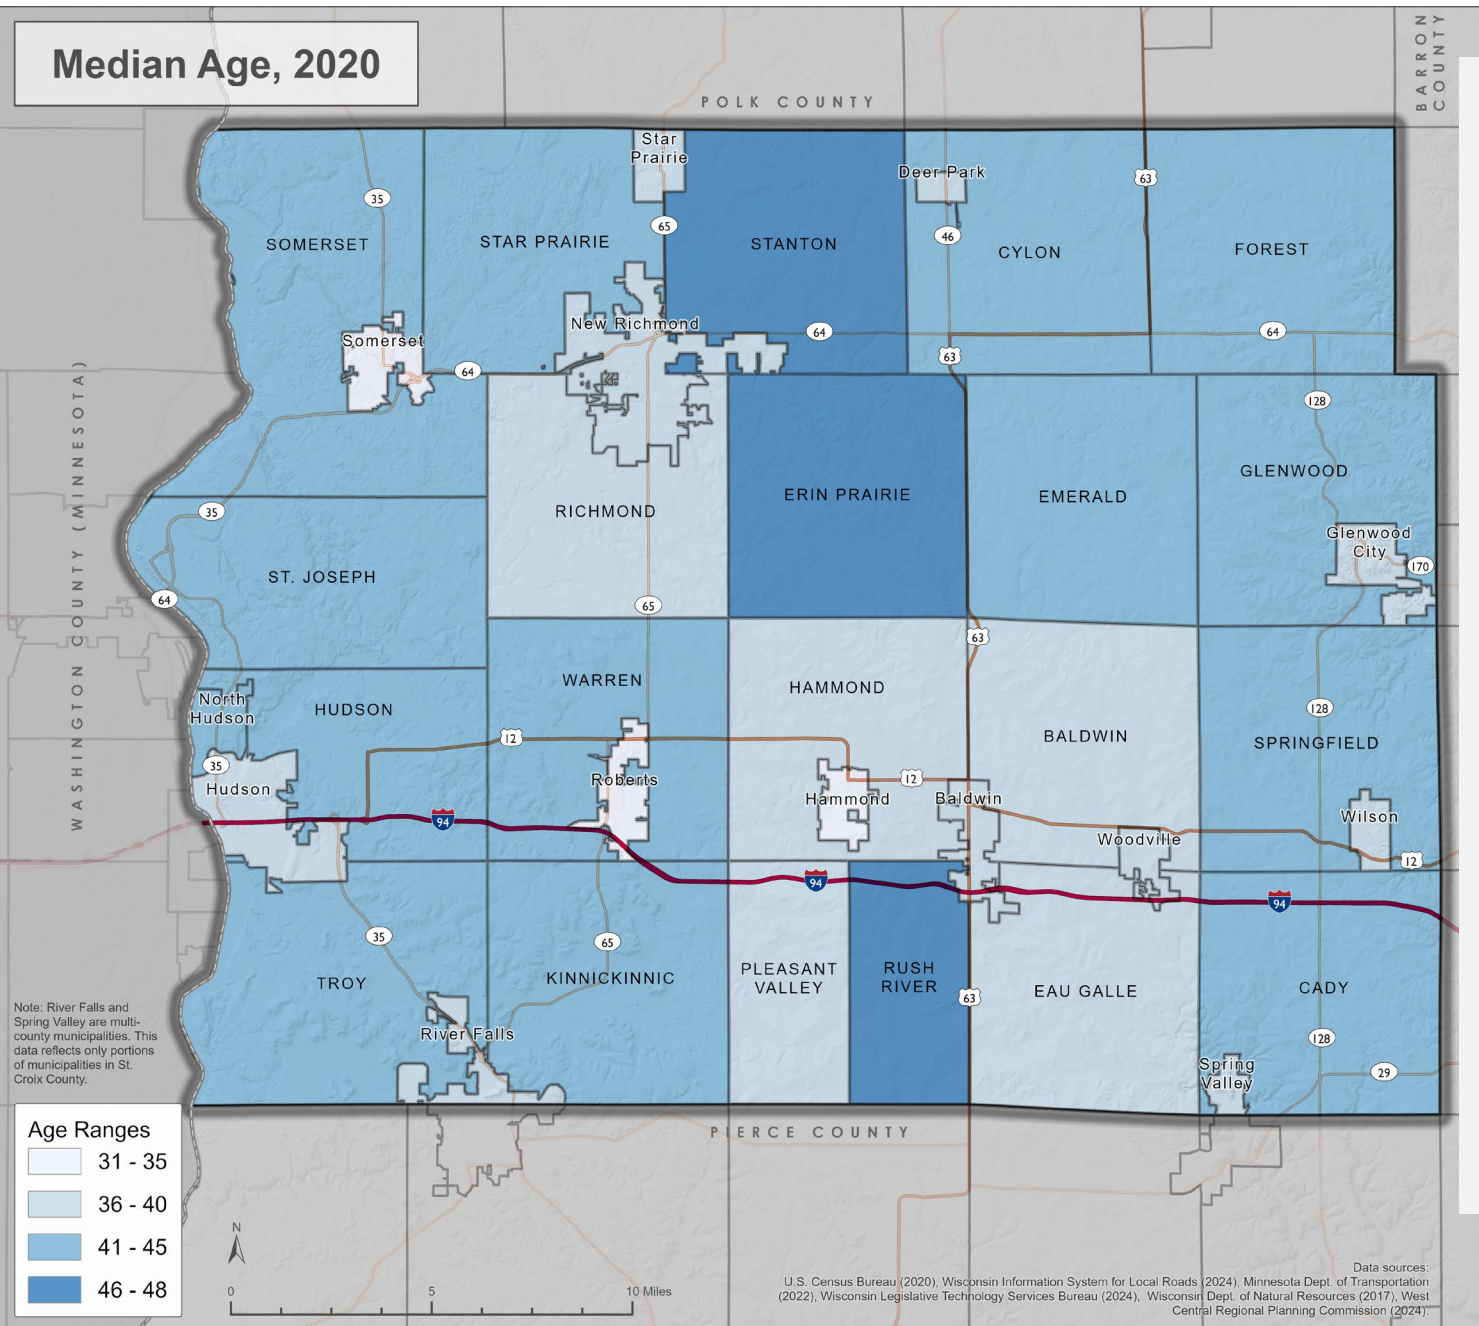 Median Age, 2020
BARRON
COUNTY
POLK COUNTY
Star
Prairie
Deer Park
63
35
65
46
SOMERSET
STAR PRAIRIE
STANTON
CYLON
FOREST
New Richmond
64
64
Somerset
63
64
128
GLENWOOD
ERIN PRAIRIE
EMERALD
RICHMOND
35
Glenwood
City
170
ST. JOSEPH
64
65
WASHINGTON COUNTY (MINNESOTA)
63
WARREN
HAMMOND
North
Hudson
HUDSON
128
12
BALDWIN
SPRINGFIELD
35
Hudson
Roberts
12
Hammond
Baldwin
Wilson
94
Woodville
12
94
94
35
65
PLEASANT
VALLEY
RUSH
RIVER
TROY
KINNICKINNIC
EAU GALLE
CADY
63
River Falls
128
Spring
Valley
29
Note: River Falls and
Spring Valley are multi-
county municipalities. This
data reflects only portions
of municipalities in St.
Croix County.
PIERCE COUNTY
Age Ranges
31 - 35
36 - 40
41 - 45
46 - 48
N
0 5 10 Miles
Data sources:
U.S. Census Bureau (2020), Wisconsin Information System for Local Roads (2024), Minnesota Dept. of Transportation
(2022), Wisconsin Legislative Technology Services Bureau (2024), Wisconsin Dept. of Natural Resources (2017), West
Central Regional Planning Commission (2024).